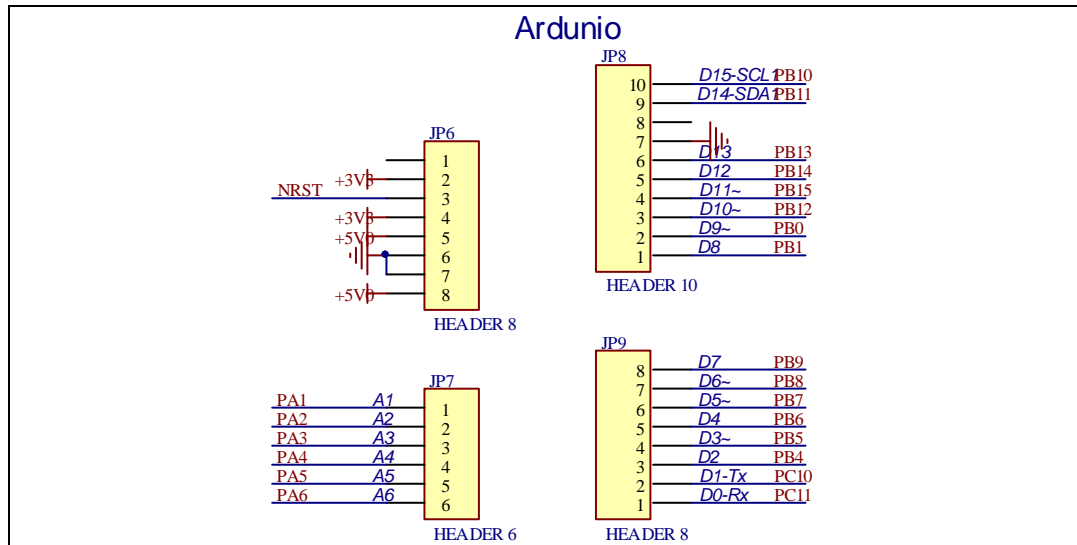 Ardunio
JP8
10 D15-SCL1 PB10
9 D14-SDA1 PB11
8
7
6 D13 PB13
5 D12 PB14
4 D11~ PB15
3 D10~ PB12
2 D9~ PB0
1 D8 PB1
HEADER 10
JP6
1
+3V3 2
NRST 3
+3V3 4
+5V0 5
6
7
+5V0 8
HEADER 8
JP7
PA1 A1 1
PA2 A2 2
PA3 A3 3
PA4 A4 4
PA5 A5 5
PA6 A6 6
HEADER 6
JP9
8 D7 PB9
7 D6~ PB8
6 D5~ PB7
5 D4 PB6
4 D3~ PB5
3 D2 PB4
2 D1-Tx PC10
1 D0-Rx PC11
HEADER 8